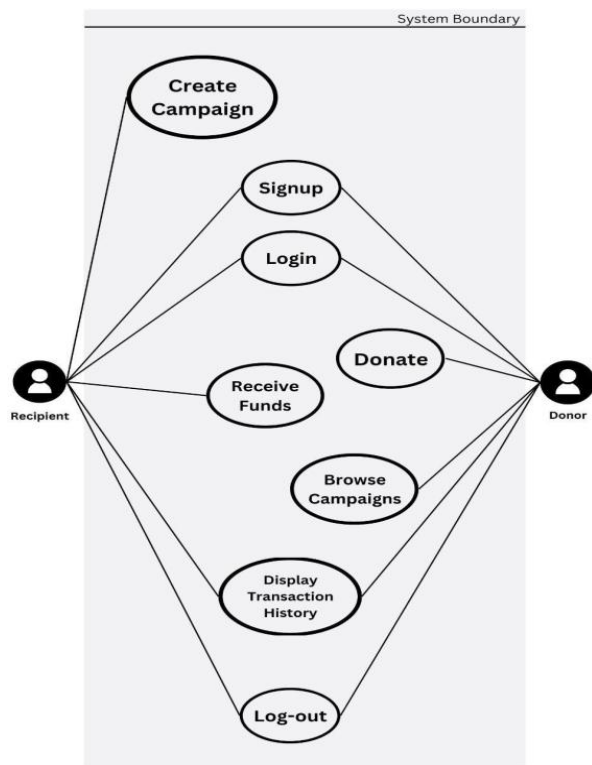 System Boundary
Create
Campaign
Signup
Login
Donate
Receive
Funds
Recipient
Donor
Browse
Campaigns
Display
Transaction
History
Log-out